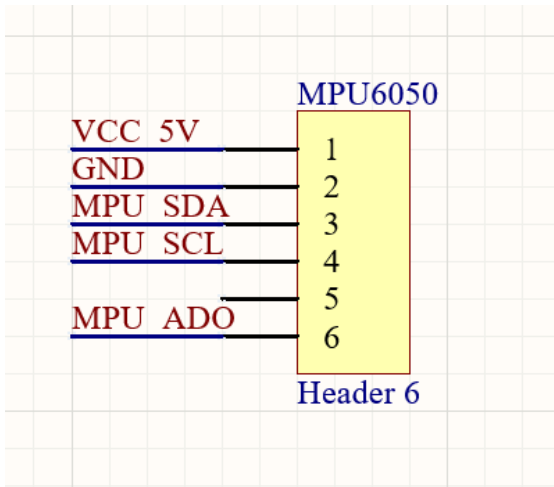 MPU6050
VCC 5V
1
GND
2
MPU SDA
3
MPU SCL
4
5
MPU ADO
6
Header 6